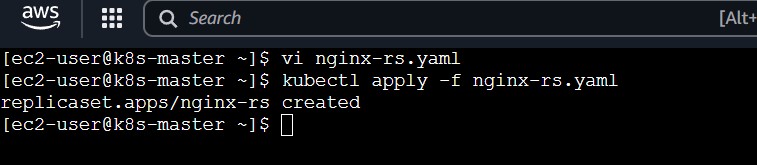 aws Search [Alt+
[ec2-user@k8s-master ~]$ vi nginx-rs.yaml
[ec2-user@k8s-master ~]$ kubectl apply -f nginx-rs.yaml
replicaset.apps/nginx-rs created
[ec2-user@k8s-master ~]$